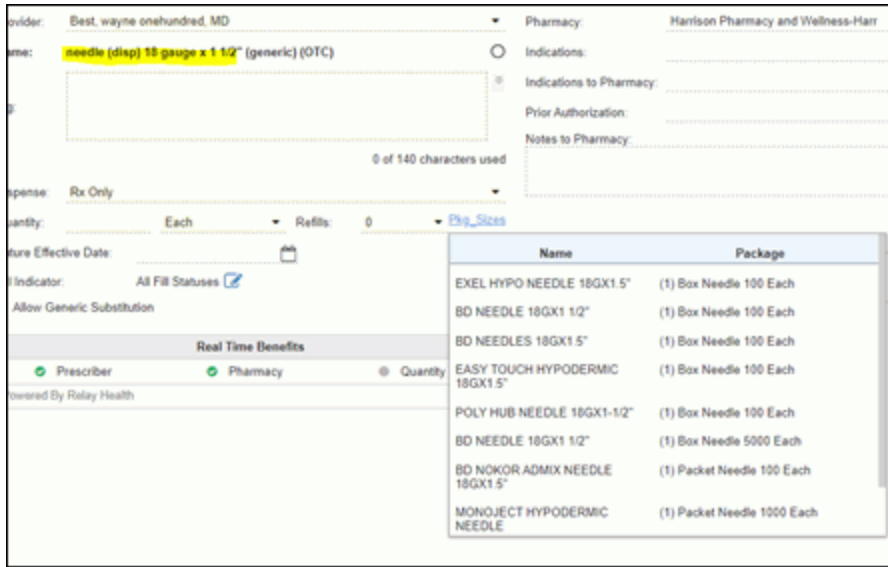 ovider: Best, wayne onehundred, MD
Pharmacy: Harrison Pharmacy and Wellness-Harr
ame: needle (disp) 18 gauge x 1 1/2" (generic) (OTC)
Indications:
Indications to Pharmacy:
g:
Prior Authorization:
Notes to Pharmacy:
0 of 140 characters used
spense: Rx Only
uantity: Each Refills: 0 Pkg_Sizes
uture Effective Date:
l Indicator: All Fill Statuses
Allow Generic Substitution
Real Time Benefits
Prescriber Pharmacy Quantity
owered By Relay Health
Name Package
EXEL HYPO NEEDLE 18GX1.5" (1) Box Needle 100 Each
BD NEEDLE 18GX1 1/2" (1) Box Needle 100 Each
BD NEEDLES 18GX1.5" (1) Box Needle 100 Each
EASY TOUCH HYPODERMIC (1) Box Needle 100 Each
18GX1.5"
POLY HUB NEEDLE 18GX1-1/2" (1) Box Needle 100 Each
BD NEEDLE 18GX1 1/2" (1) Box Needle 5000 Each
BD NOKOR ADMIX NEEDLE (1) Packet Needle 100 Each
18GX1.5"
MONOJECT HYPODERMIC (1) Packet Needle 1000 Each
NEEDLE